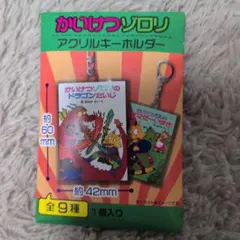 かいけつゾロリ
アクリルキーホルダー
かいけつゾロリの
ドラゴンたいじ
約60mm
約42mm
全9種
1個入り